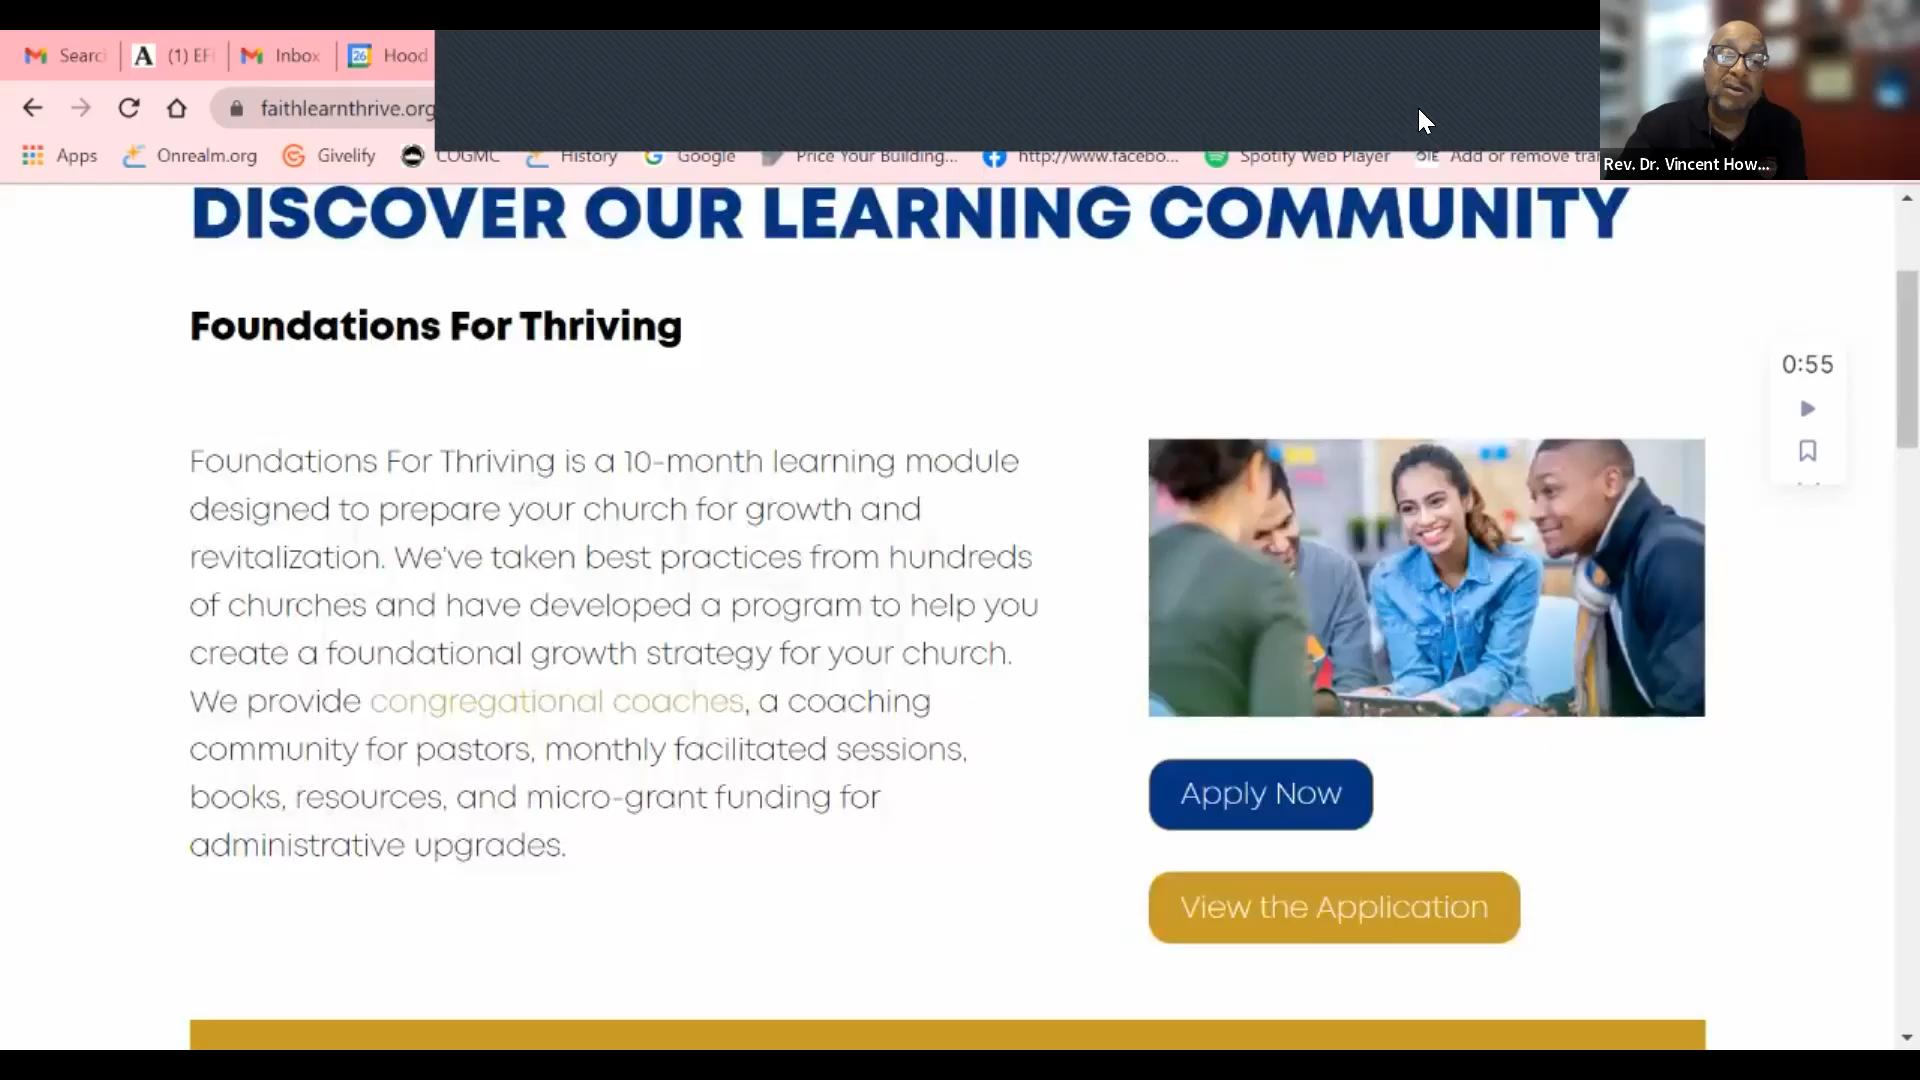 Searc
(1) EFi
Inbox
Hood
faithlearnthrive.org
Apps
Onrealm.org
Givelify
COGMC
History
Google
Price Your Building...
http://www.facebo...
Spotify Web Player
Add or remove trai
Rev. Dr. Vincent How...
DISCOVER OUR LEARNING COMMUNITY
Foundations For Thriving
0:55
Foundations For Thriving is a 10-month learning module
designed to prepare your church for growth and
revitalization. We've taken best practices from hundreds
of churches and have developed a program to help you
create a foundational growth strategy for your church.
We provide congregational coaches, a coaching
community for pastors, monthly facilitated sessions,
books, resources, and micro-grant funding for
administrative upgrades.
Apply Now
View the Application